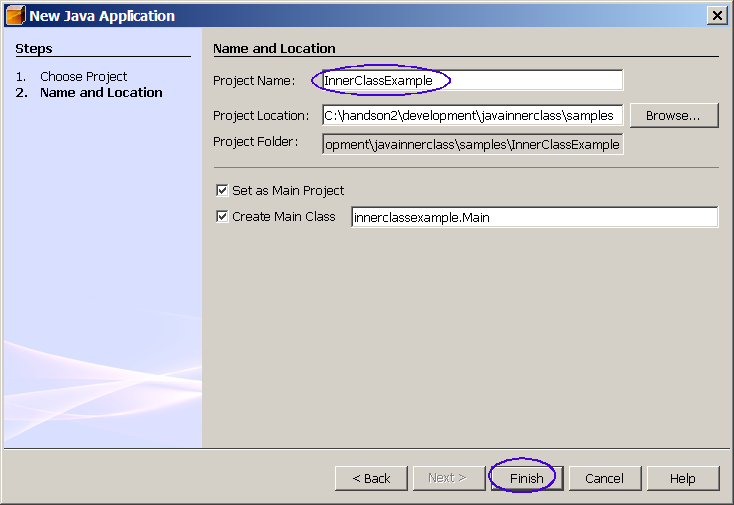 New Java Application
Steps
1. Choose Project
2. Name and Location
Name and Location
Project Name: InnerClassExample
Project Location: C:\handson2\development\javainnerclass\samples Browse...
Project Folder: opment\javainnerclass\samples\InnerClassExample
Set as Main Project
Create Main Class innerclassexample.Main
< Back Next > Finish Cancel Help